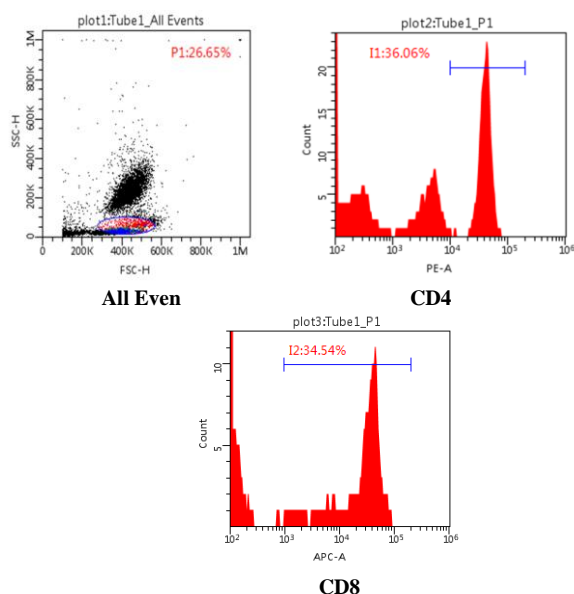 plot1:Tube1_All Events
P1:26.65%
SSC-H
1M
800K
600K
400K
200K
0
0 200K 400K 600K 800K 1M
FSC-H
All Even
plot2:Tube1_P1
I1:36.06%
Count
20
15
10
5
10² 10³ 10⁴ 10⁵ 10⁶
PE-A
CD4
plot3:Tube1_P1
I2:34.54%
Count
10
5
10² 10³ 10⁴ 10⁵ 10⁶
APC-A
CD8